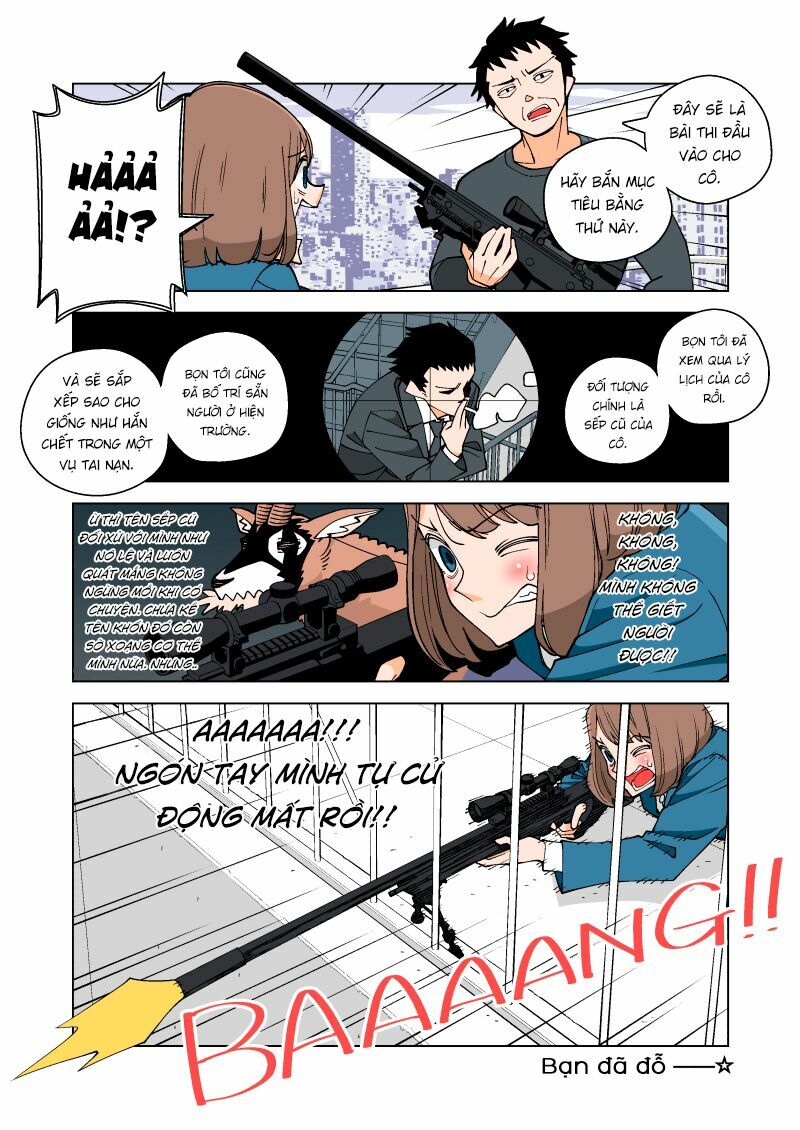 ĐÂY SẼ LÀ
BÀI THI ĐẦU
VÀO CHO
CÔ.
HÃY BẮN MỤC
TIÊU BẰNG
THỨ NÀY.
HẢẢẢ
ẢẢ!?
BỌN TÔI ĐÃ
XEM QUA LÝ
LỊCH CỦA CÔ
RỒI.
ĐỐI TƯỢNG
CHÍNH LÀ
SẾP CŨ CỦA
CÔ.
BỌN TÔI CŨNG
ĐÃ BỐ TRÍ SẴN
NGƯỜI Ở HIỆN
TRƯỜNG.
VÀ SẼ SẮP
XẾP SAO CHO
GIỐNG NHƯ HẮN
CHẾT TRONG MỘT
VỤ TAI NẠN.
KHÔNG,
KHÔNG,
KHÔNG!
MÌNH KHÔNG
THỂ GIẾT
NGƯỜI
ĐƯỢC!!
Ừ THÌ TÊN SẾP CŨ
ĐỐI XỬ VỚI MÌNH NHƯ
NÔ LỆ VÀ LUÔN
QUÁT MẮNG KHÔNG
NGỪNG MỖI KHI CÓ
CHUYỆN. CHƯA KỂ
TÊN KHỐN ĐÓ CÒN
SỜ XOẠNG CƠ THỂ
MÌNH NỮA. NHƯNG.
AAAAAAA!!!
NGÓN TAY MÌNH TỰ CỬ
ĐỘNG MẤT RỒI!!
BAAAAANG!!
Bạn đã đỗ ——☆